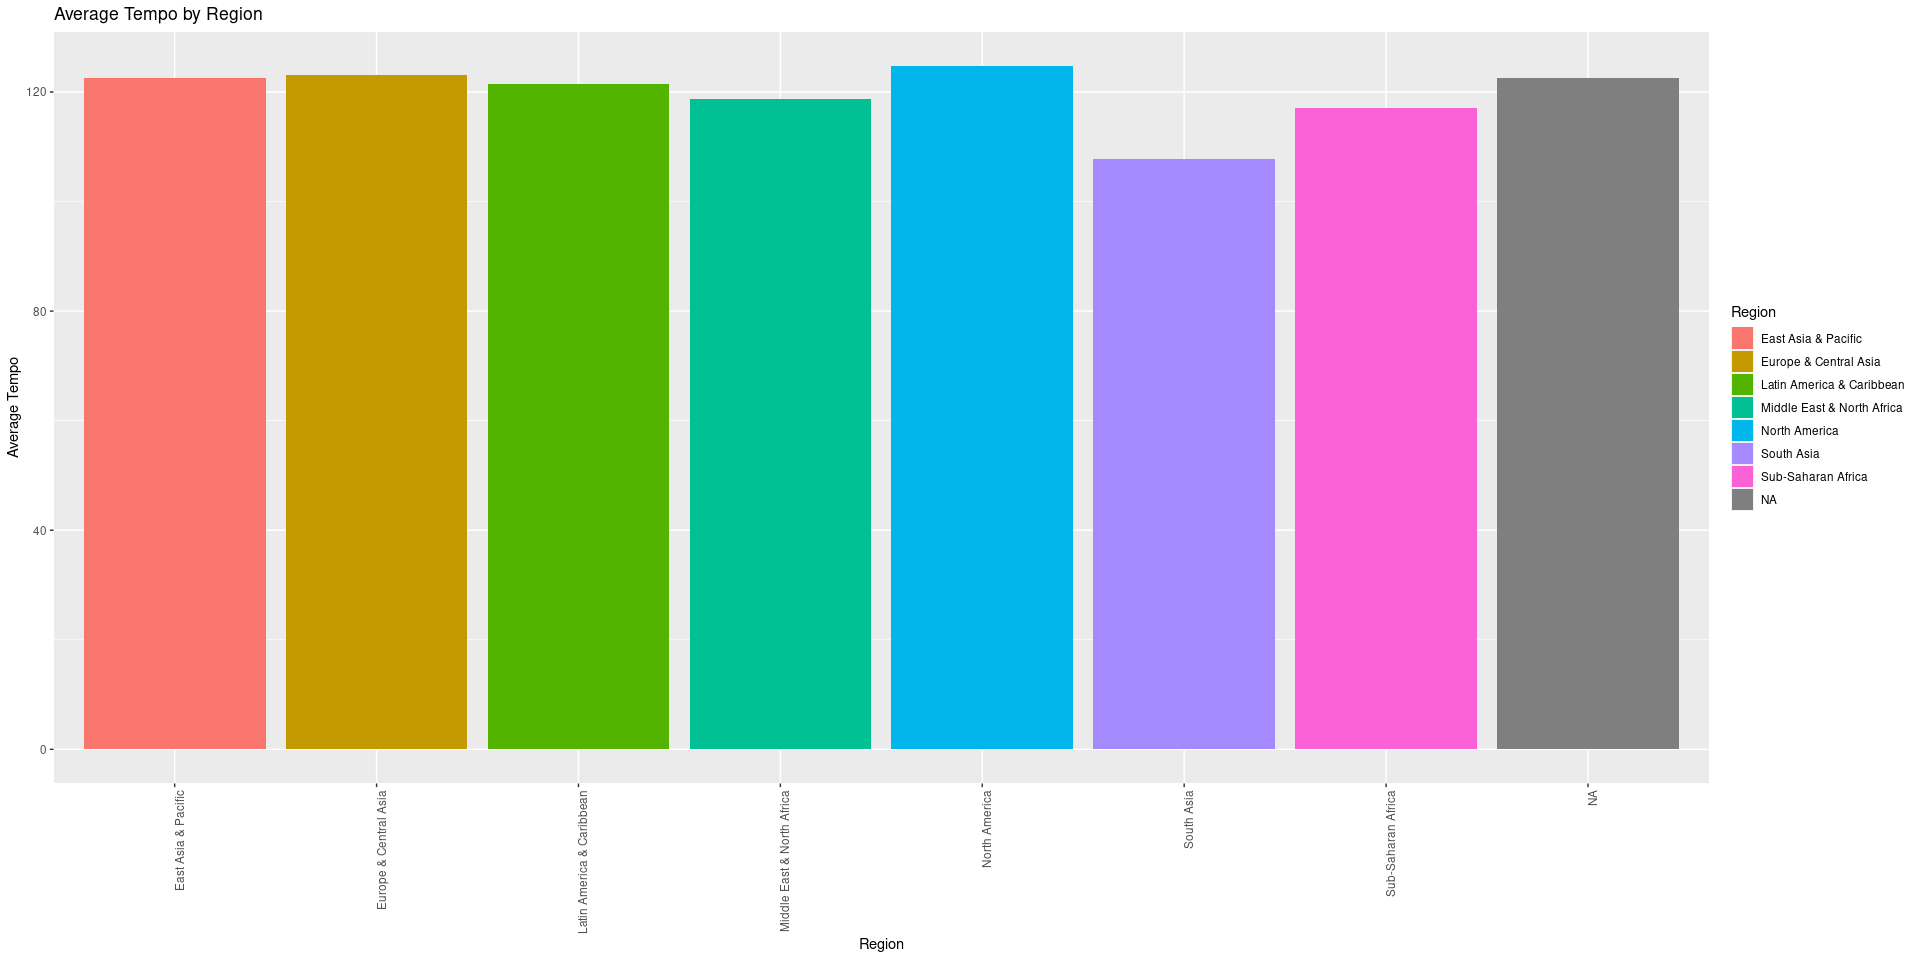 Average Tempo by Region
Average Tempo
120
80
40
0
East Asia & Pacific
Europe & Central Asia
Latin America & Caribbean
Middle East & North Africa
North America
South Asia
Sub-Saharan Africa
NA
Region
Region
East Asia & Pacific
Europe & Central Asia
Latin America & Caribbean
Middle East & North Africa
North America
South Asia
Sub-Saharan Africa
NA